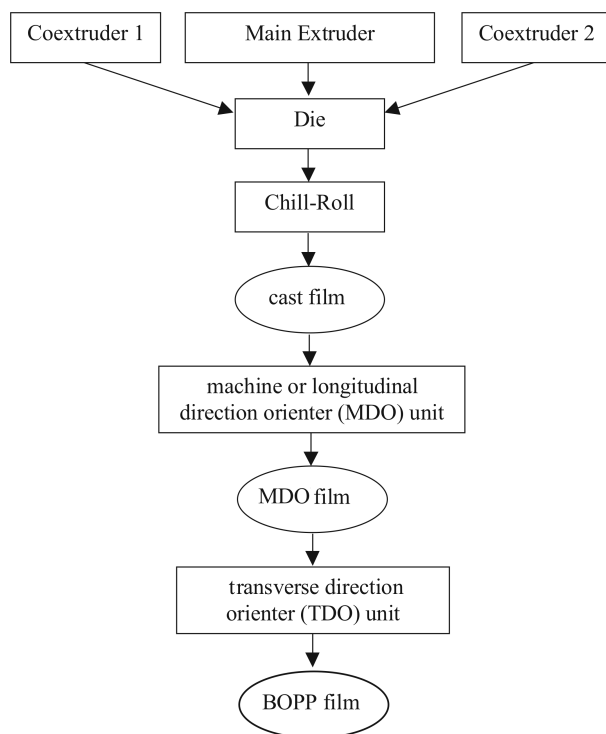 Coextruder 1
Main Extruder
Coextruder 2
Die
Chill-Roll
cast film
machine or longitudinal
direction orienter (MDO) unit
MDO film
transverse direction
orienter (TDO) unit
BOPP film